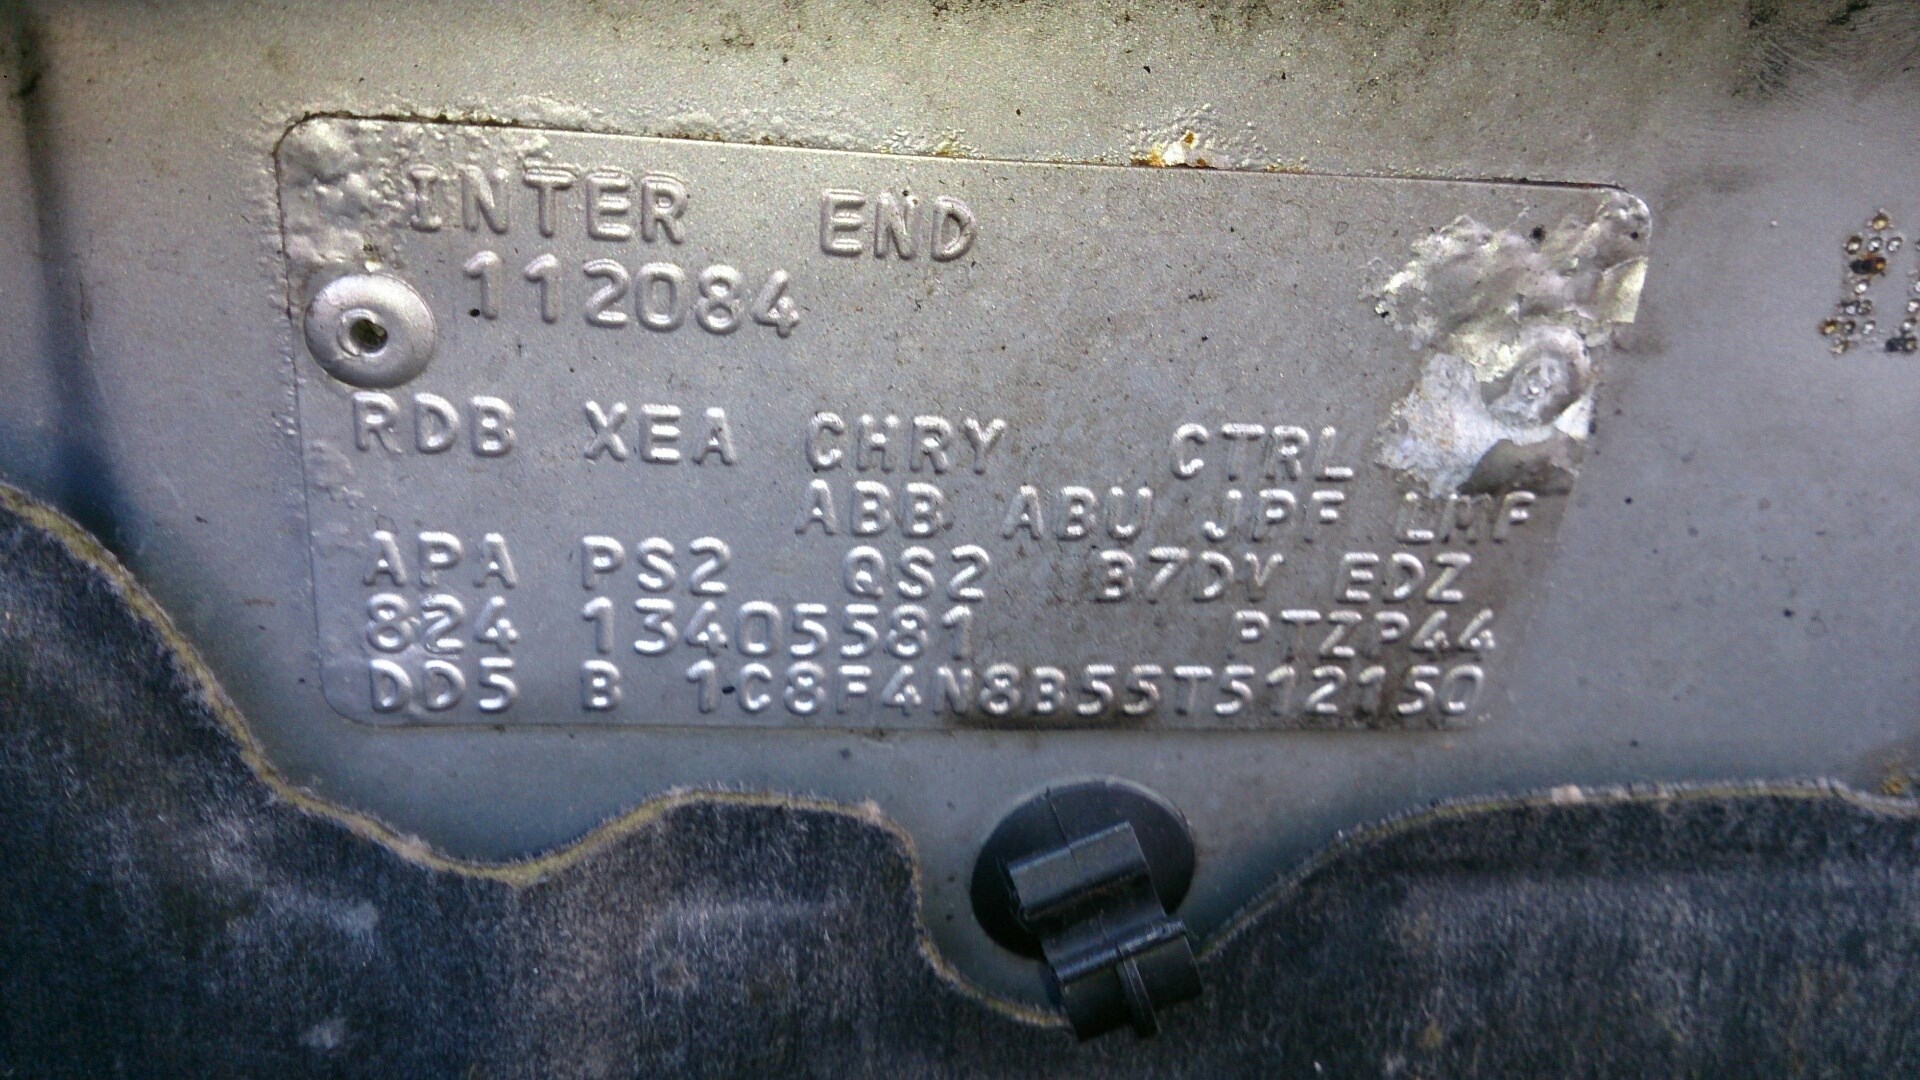 INTER END
112084
RDB XEA CHRY CTRL
ABB ABU JPF LMF
APA PS2 QS2 B7DV EDZ
824 13405581 PTZP44
DD5 B 1C8F4N8B55T512150